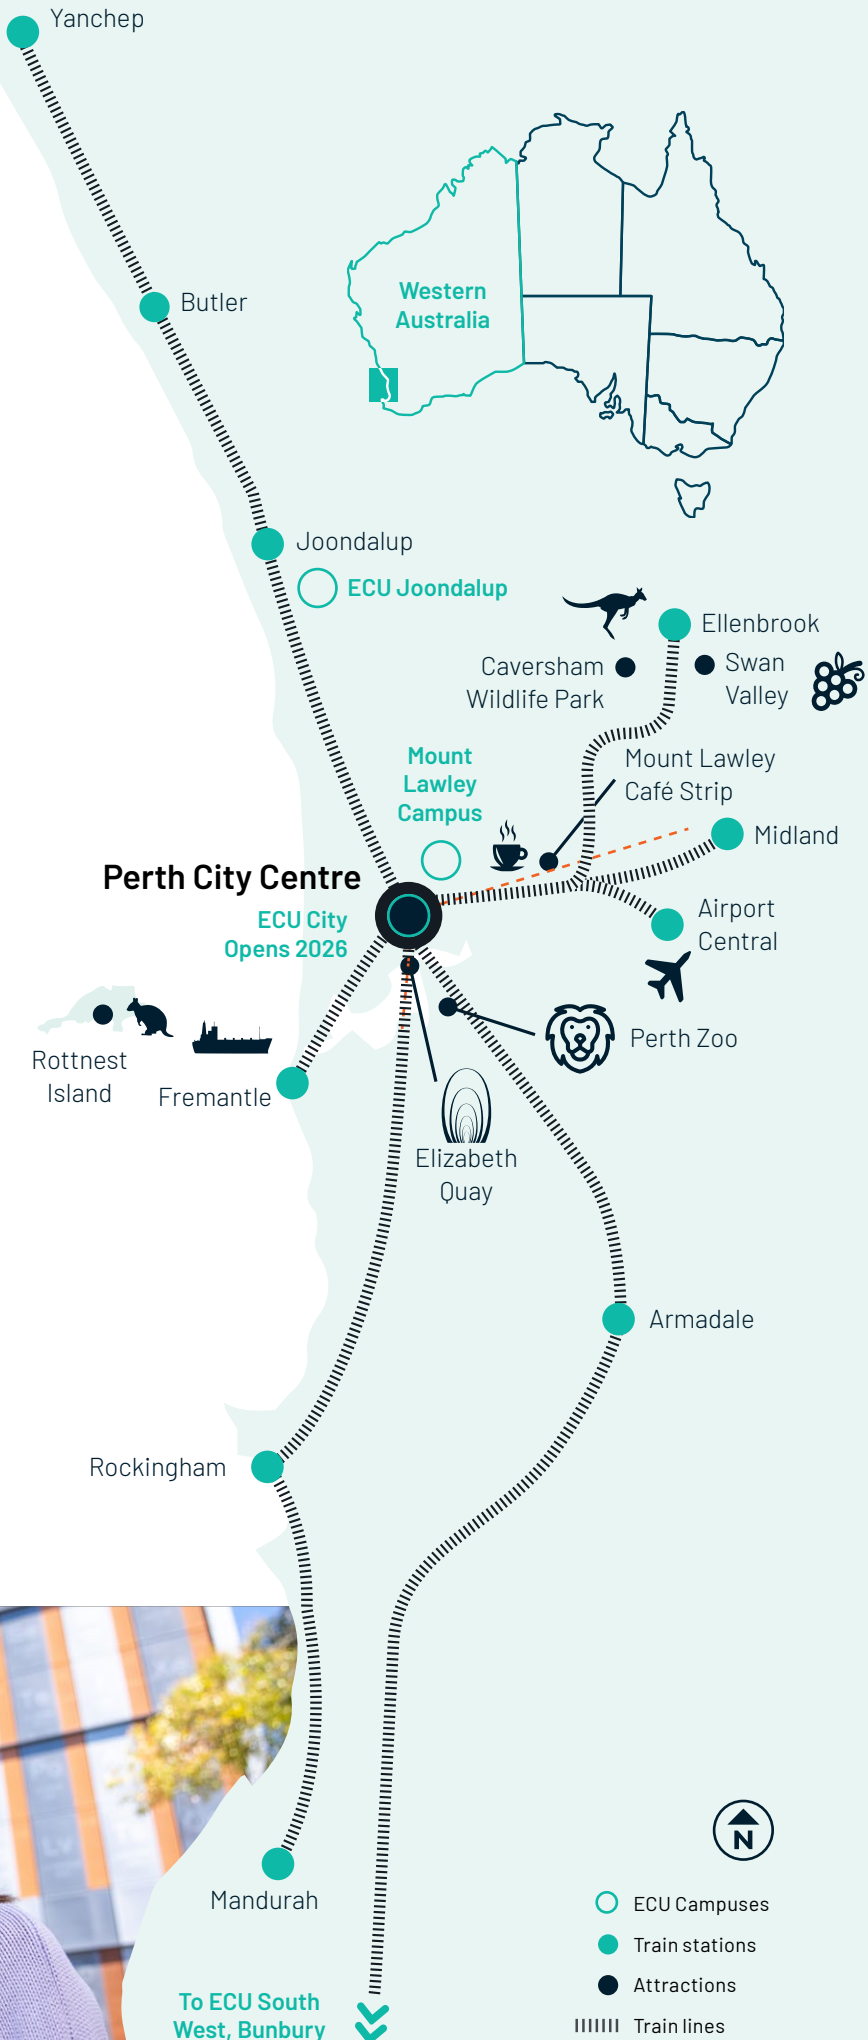 Yanchep
Western
Australia
Butler
Joondalup
ECU Joondalup
Ellenbrook
Caversham
Wildlife Park
Swan
Valley
Mount
Lawley
Campus
Mount Lawley
Café Strip
Midland
Perth City Centre
ECU City
Opens 2026
Airport
Central
Rottnest
Island
Fremantle
Perth Zoo
Elizabeth
Quay
Armadale
Rockingham
Mandurah
N
ECU Campuses
Train stations
Attractions
Train lines
To ECU South
West, Bunbury